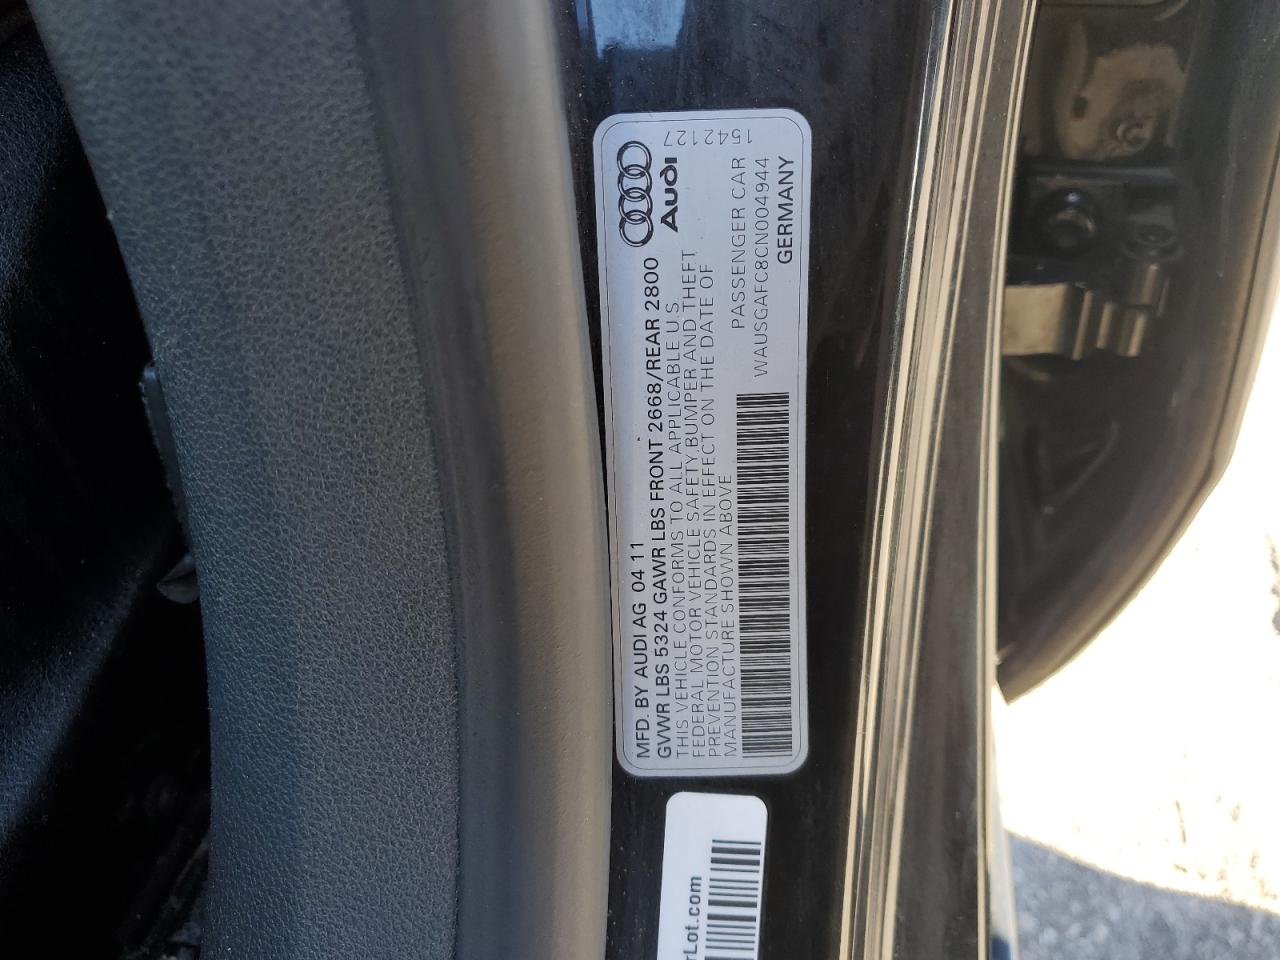 MFD. BY AUDI AG 04 11
GVWR LBS 5324 GAWR LBS FRONT 2668/REAR 2800
THIS VEHICLE CONFORMS TO ALL APPLICABLE U.S.
FEDERAL MOTOR VEHICLE SAFETY,BUMPER AND THEFT
PREVENTION STANDARDS IN EFFECT ON THE DATE OF
MANUFACTURE SHOWN ABOVE
Audi
1542127
PASSENGER CAR
WAUSGAFC8CN004944
GERMANY
rLot.com